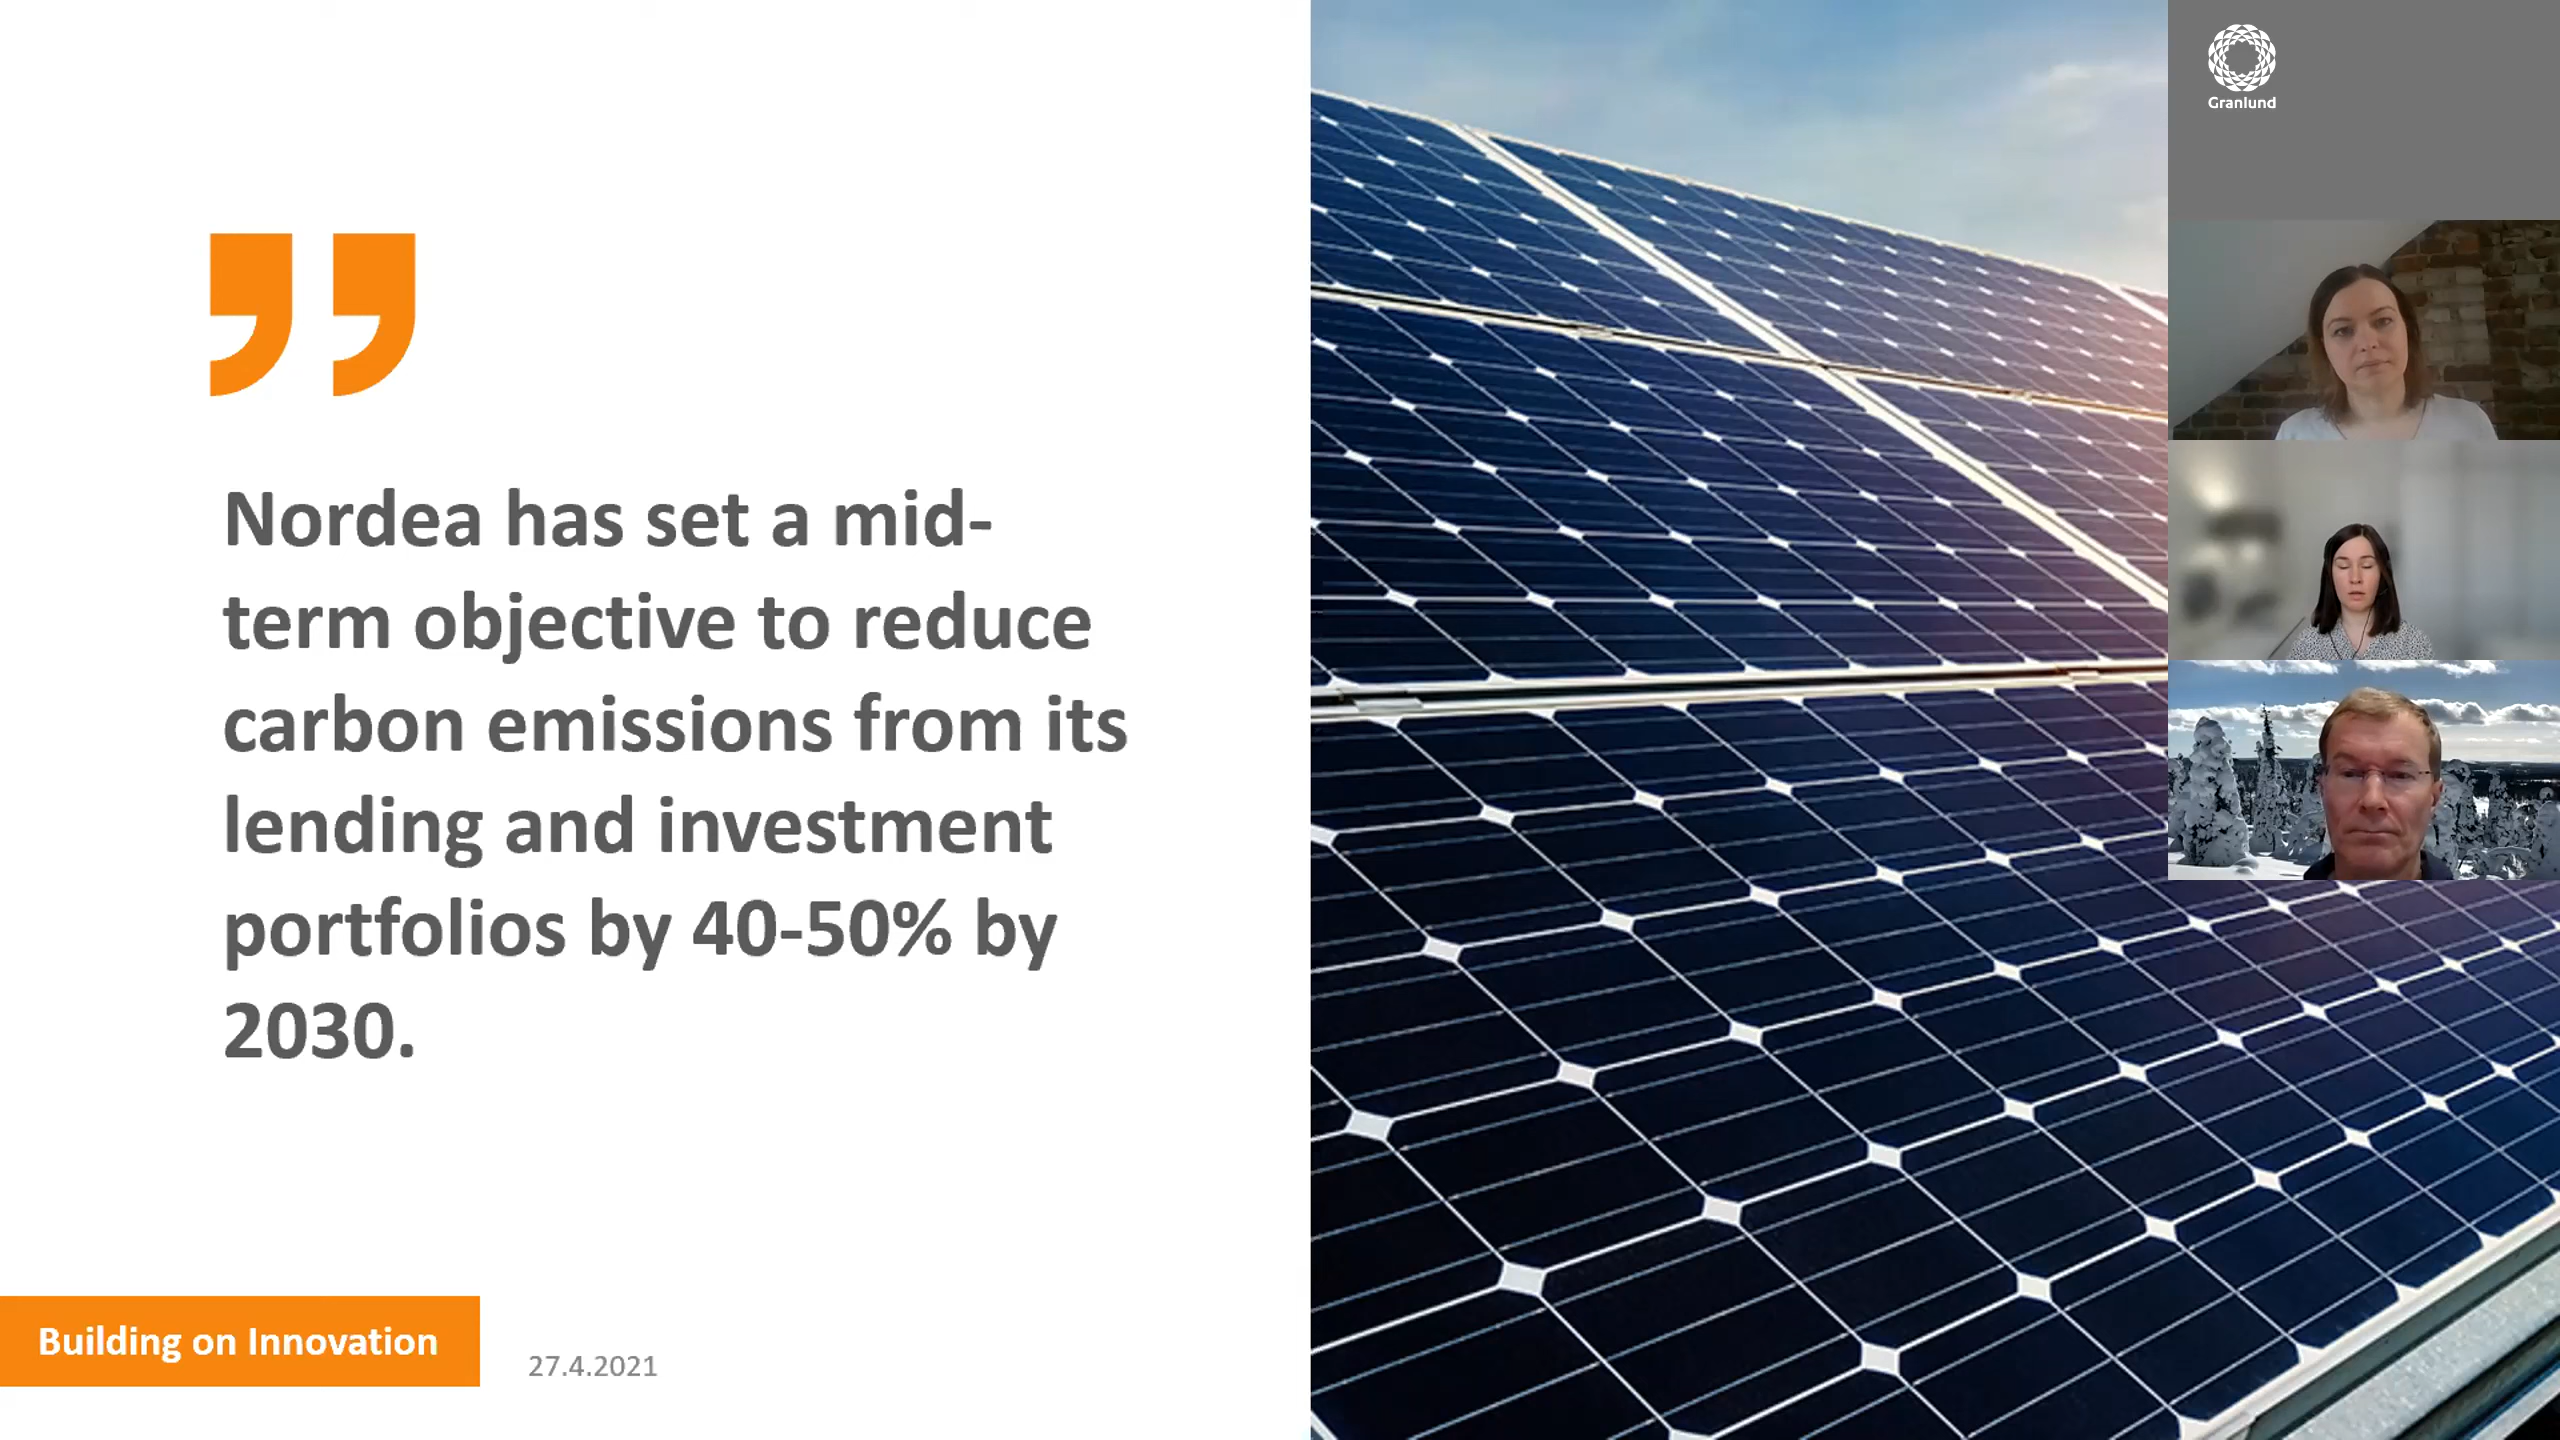 Granlund
Nordea has set a mid-
term objective to reduce
carbon emissions from its
lending and investment
portfolios by 40-50% by
2030.
Building on Innovation
27.4.2021